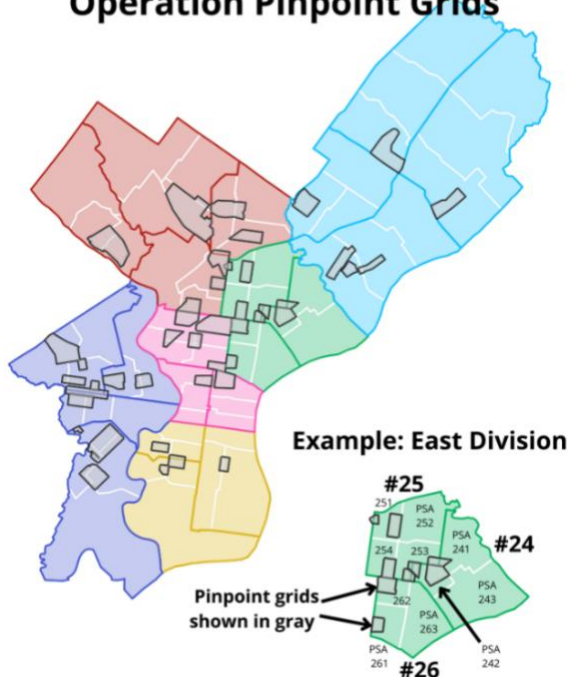 Operation Pinpoint Grids
Example: East Division
#25
251
PSA
252
#24
PSA
241
254
253
PSA
243
Pinpoint grids
shown in gray
262
PSA
263
PSA
261
#26
PSA
242